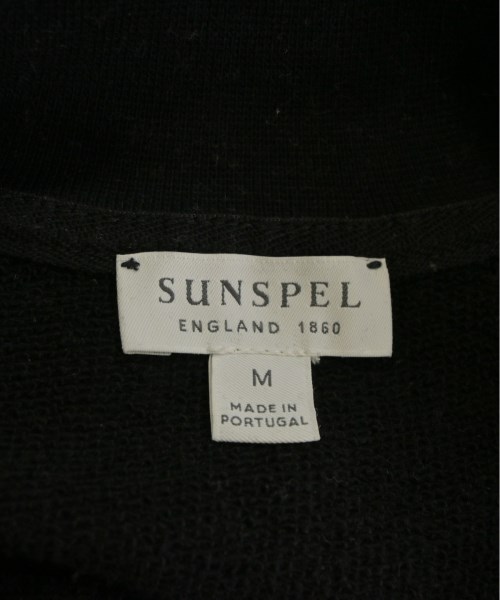 SUNSPEL
ENGLAND 1860
M
MADE IN
PORTUGAL